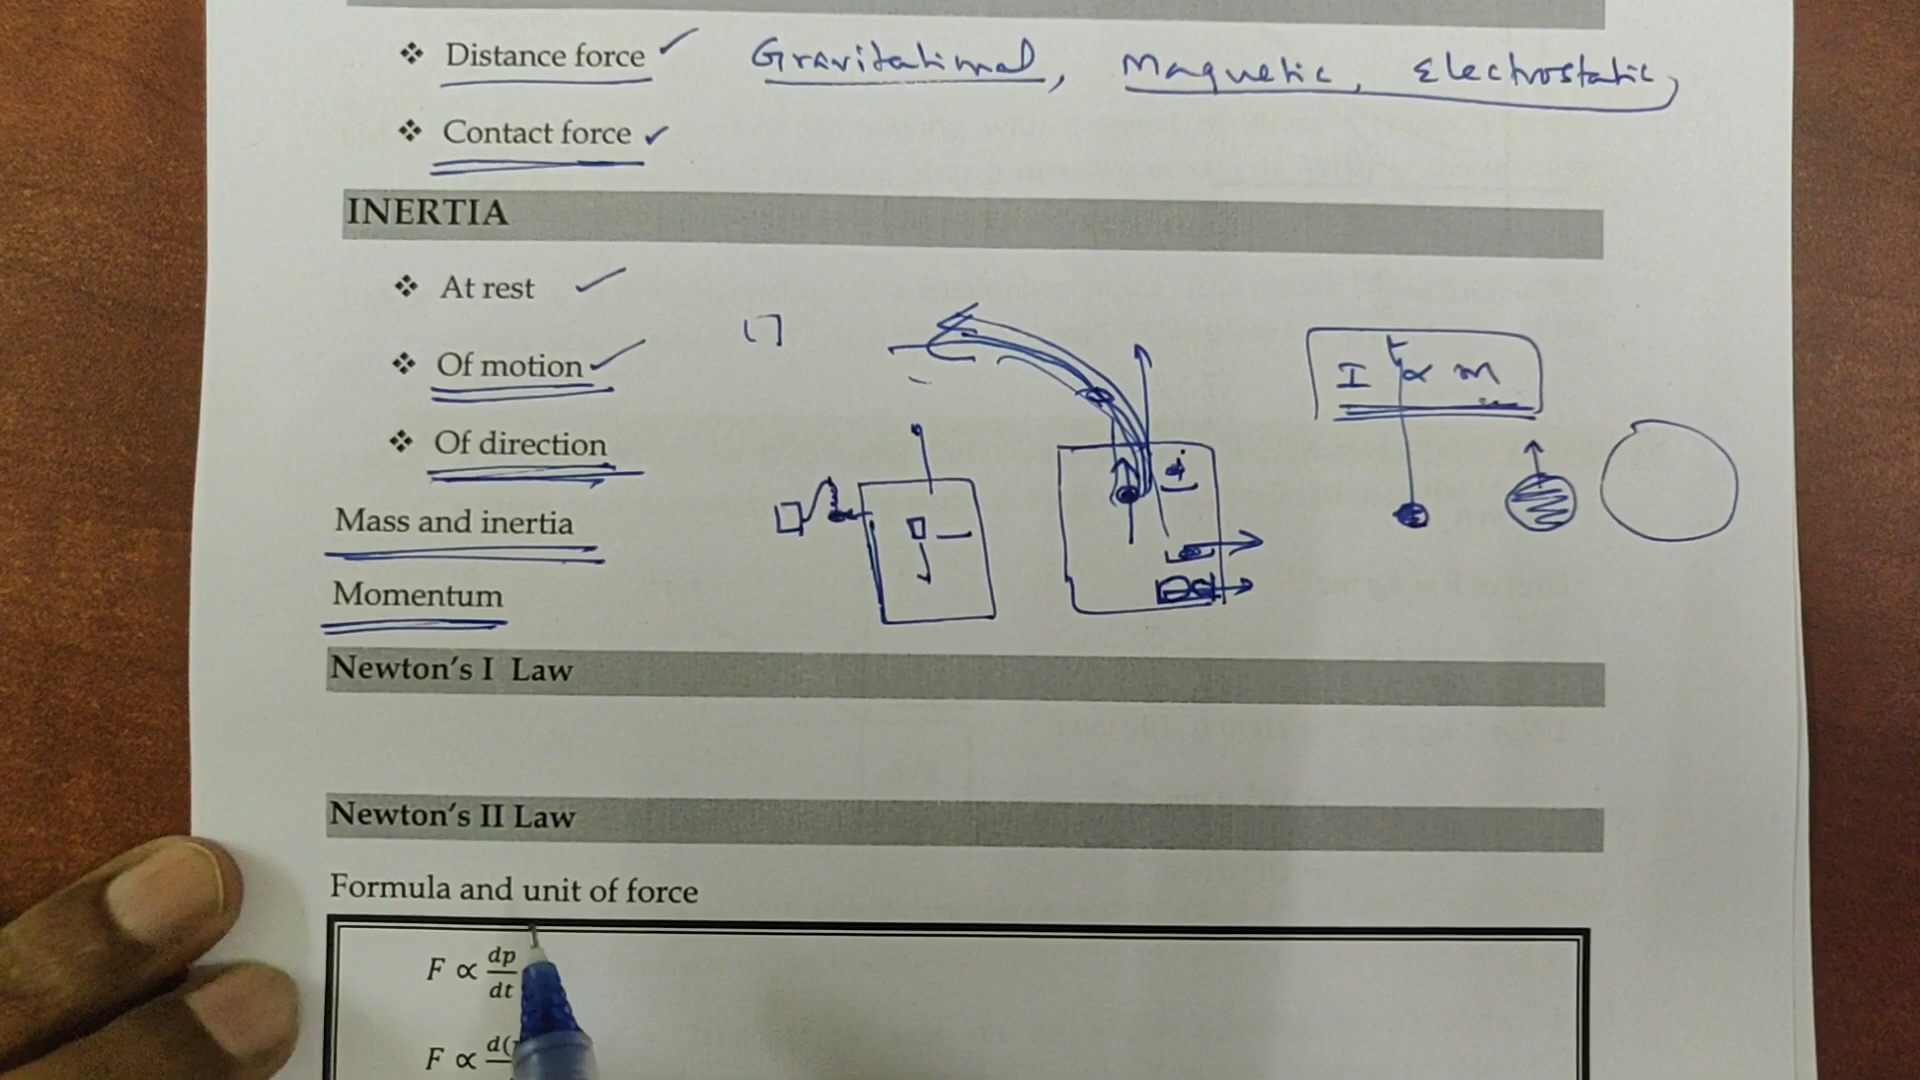 ❖ Distance force ✓ Gravitational, Magnetic, Electrostatic,
❖ Contact force ✓
INERTIA
❖ At rest ✓
❖ Of motion ✓
I ∝ m
❖ Of direction
Mass and inertia
Momentum
Newton's I Law
Newton's II Law
Formula and unit of force
F ∝ dp/dt
F ∝ d(